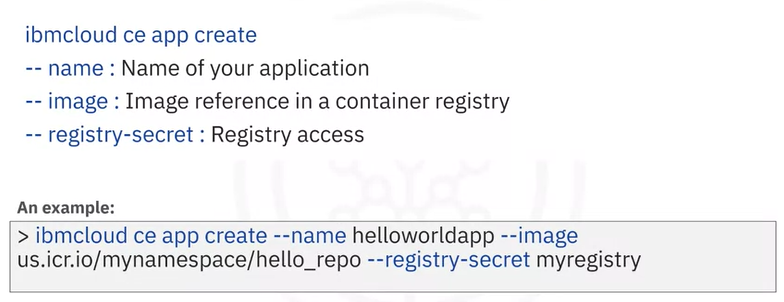 ibmcloud ce app create
-- name : Name of your application
-- image : Image reference in a container registry
-- registry-secret : Registry access
An example:
> ibmcloud ce app create --name helloworldapp --image
us.icr.io/mynamespace/hello_repo --registry-secret myregistry